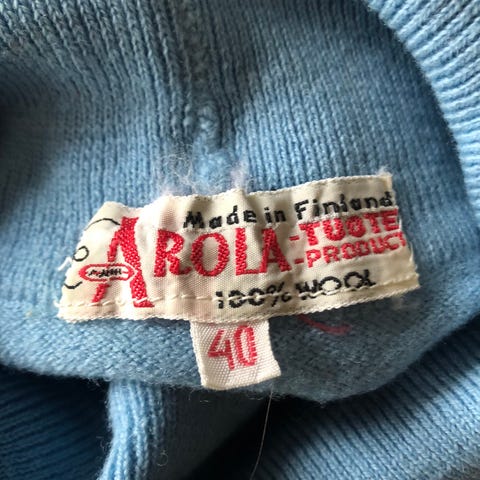 Made in Finland
AROLA-TUOTE
-PRODUCT
100% WOOL
40